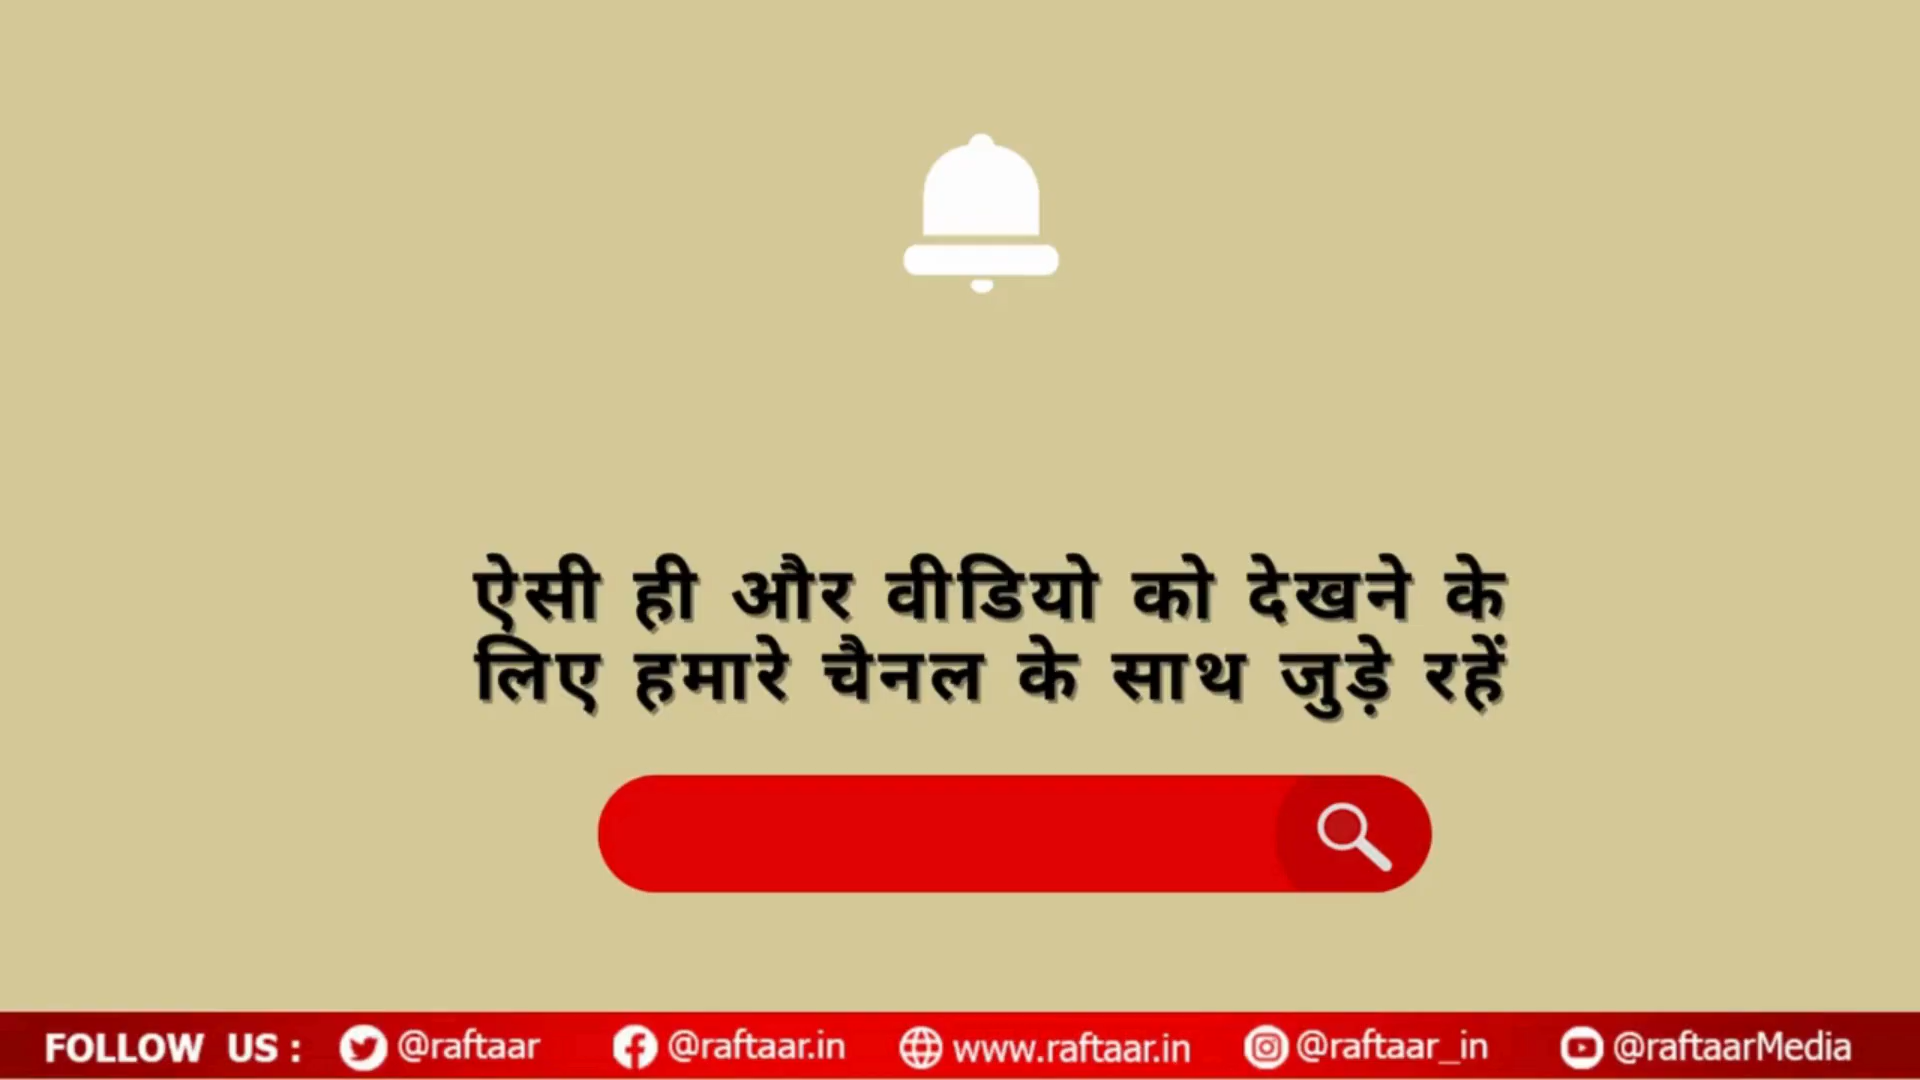 ऐसी ही और वीडियो को देखने के
लिए हमारे चैनल के साथ जुड़े रहें
FOLLOW US : @raftaar @raftaar.in www.raftaar.in @raftaar_in @raftaarMedia